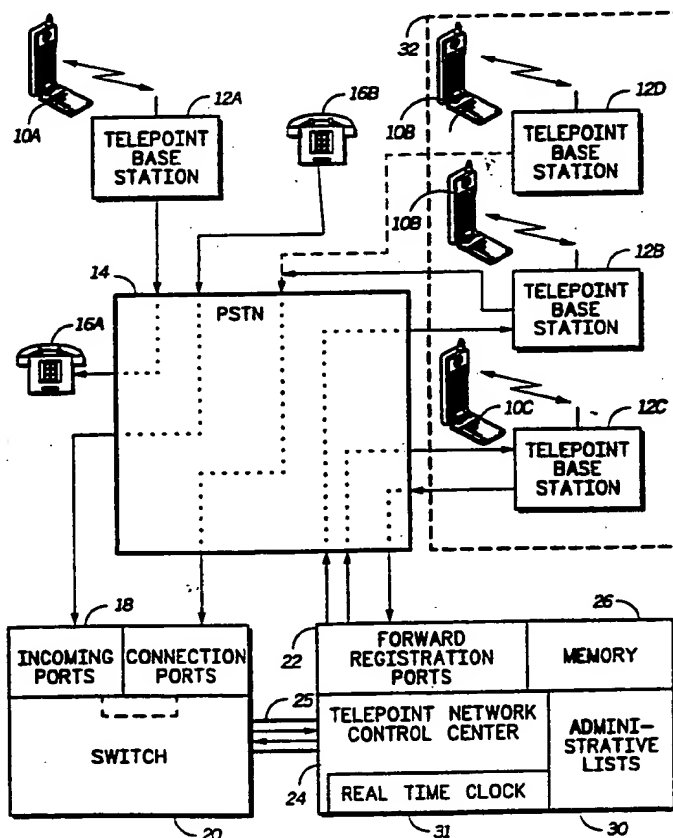 32
16B
12A
12D
10A
10B
TELEPOINT
BASE
STATION
TELEPOINT
BASE
STATION
10B
12B
14
PSTN
TELEPOINT
BASE
STATION
16A
10C
12C
TELEPOINT
BASE
STATION
18
22
26
INCOMING
PORTS
CONNECTION
PORTS
FORWARD
REGISTRATION
PORTS
MEMORY
25
SWITCH
TELEPOINT NETWORK
CONTROL CENTER
ADMINI-
STRATIVE
LISTS
24
REAL TIME CLOCK
20
31
30